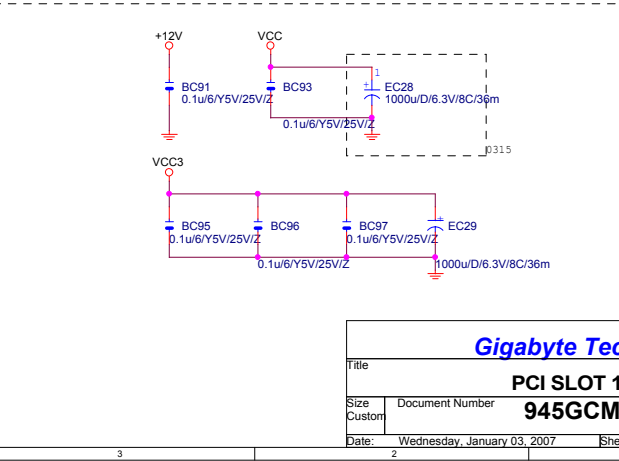 +12V
VCC
BC91
0.1u/6/Y5V/25V/Z
BC93
0.1u/6/Y5V/25V/Z
1
+
EC28
1000u/D/6.3V/8C/36m
0315
VCC3
BC95
0.1u/6/Y5V/25V/Z
BC96
0.1u/6/Y5V/25V/Z
BC97
0.1u/6/Y5V/25V/Z
+
EC29
1000u/D/6.3V/8C/36m
Gigabyte Tec
Title
PCI SLOT 1
Size
Custom
Document Number
945GCM
Date: Wednesday, January 03, 2007 She
3 2